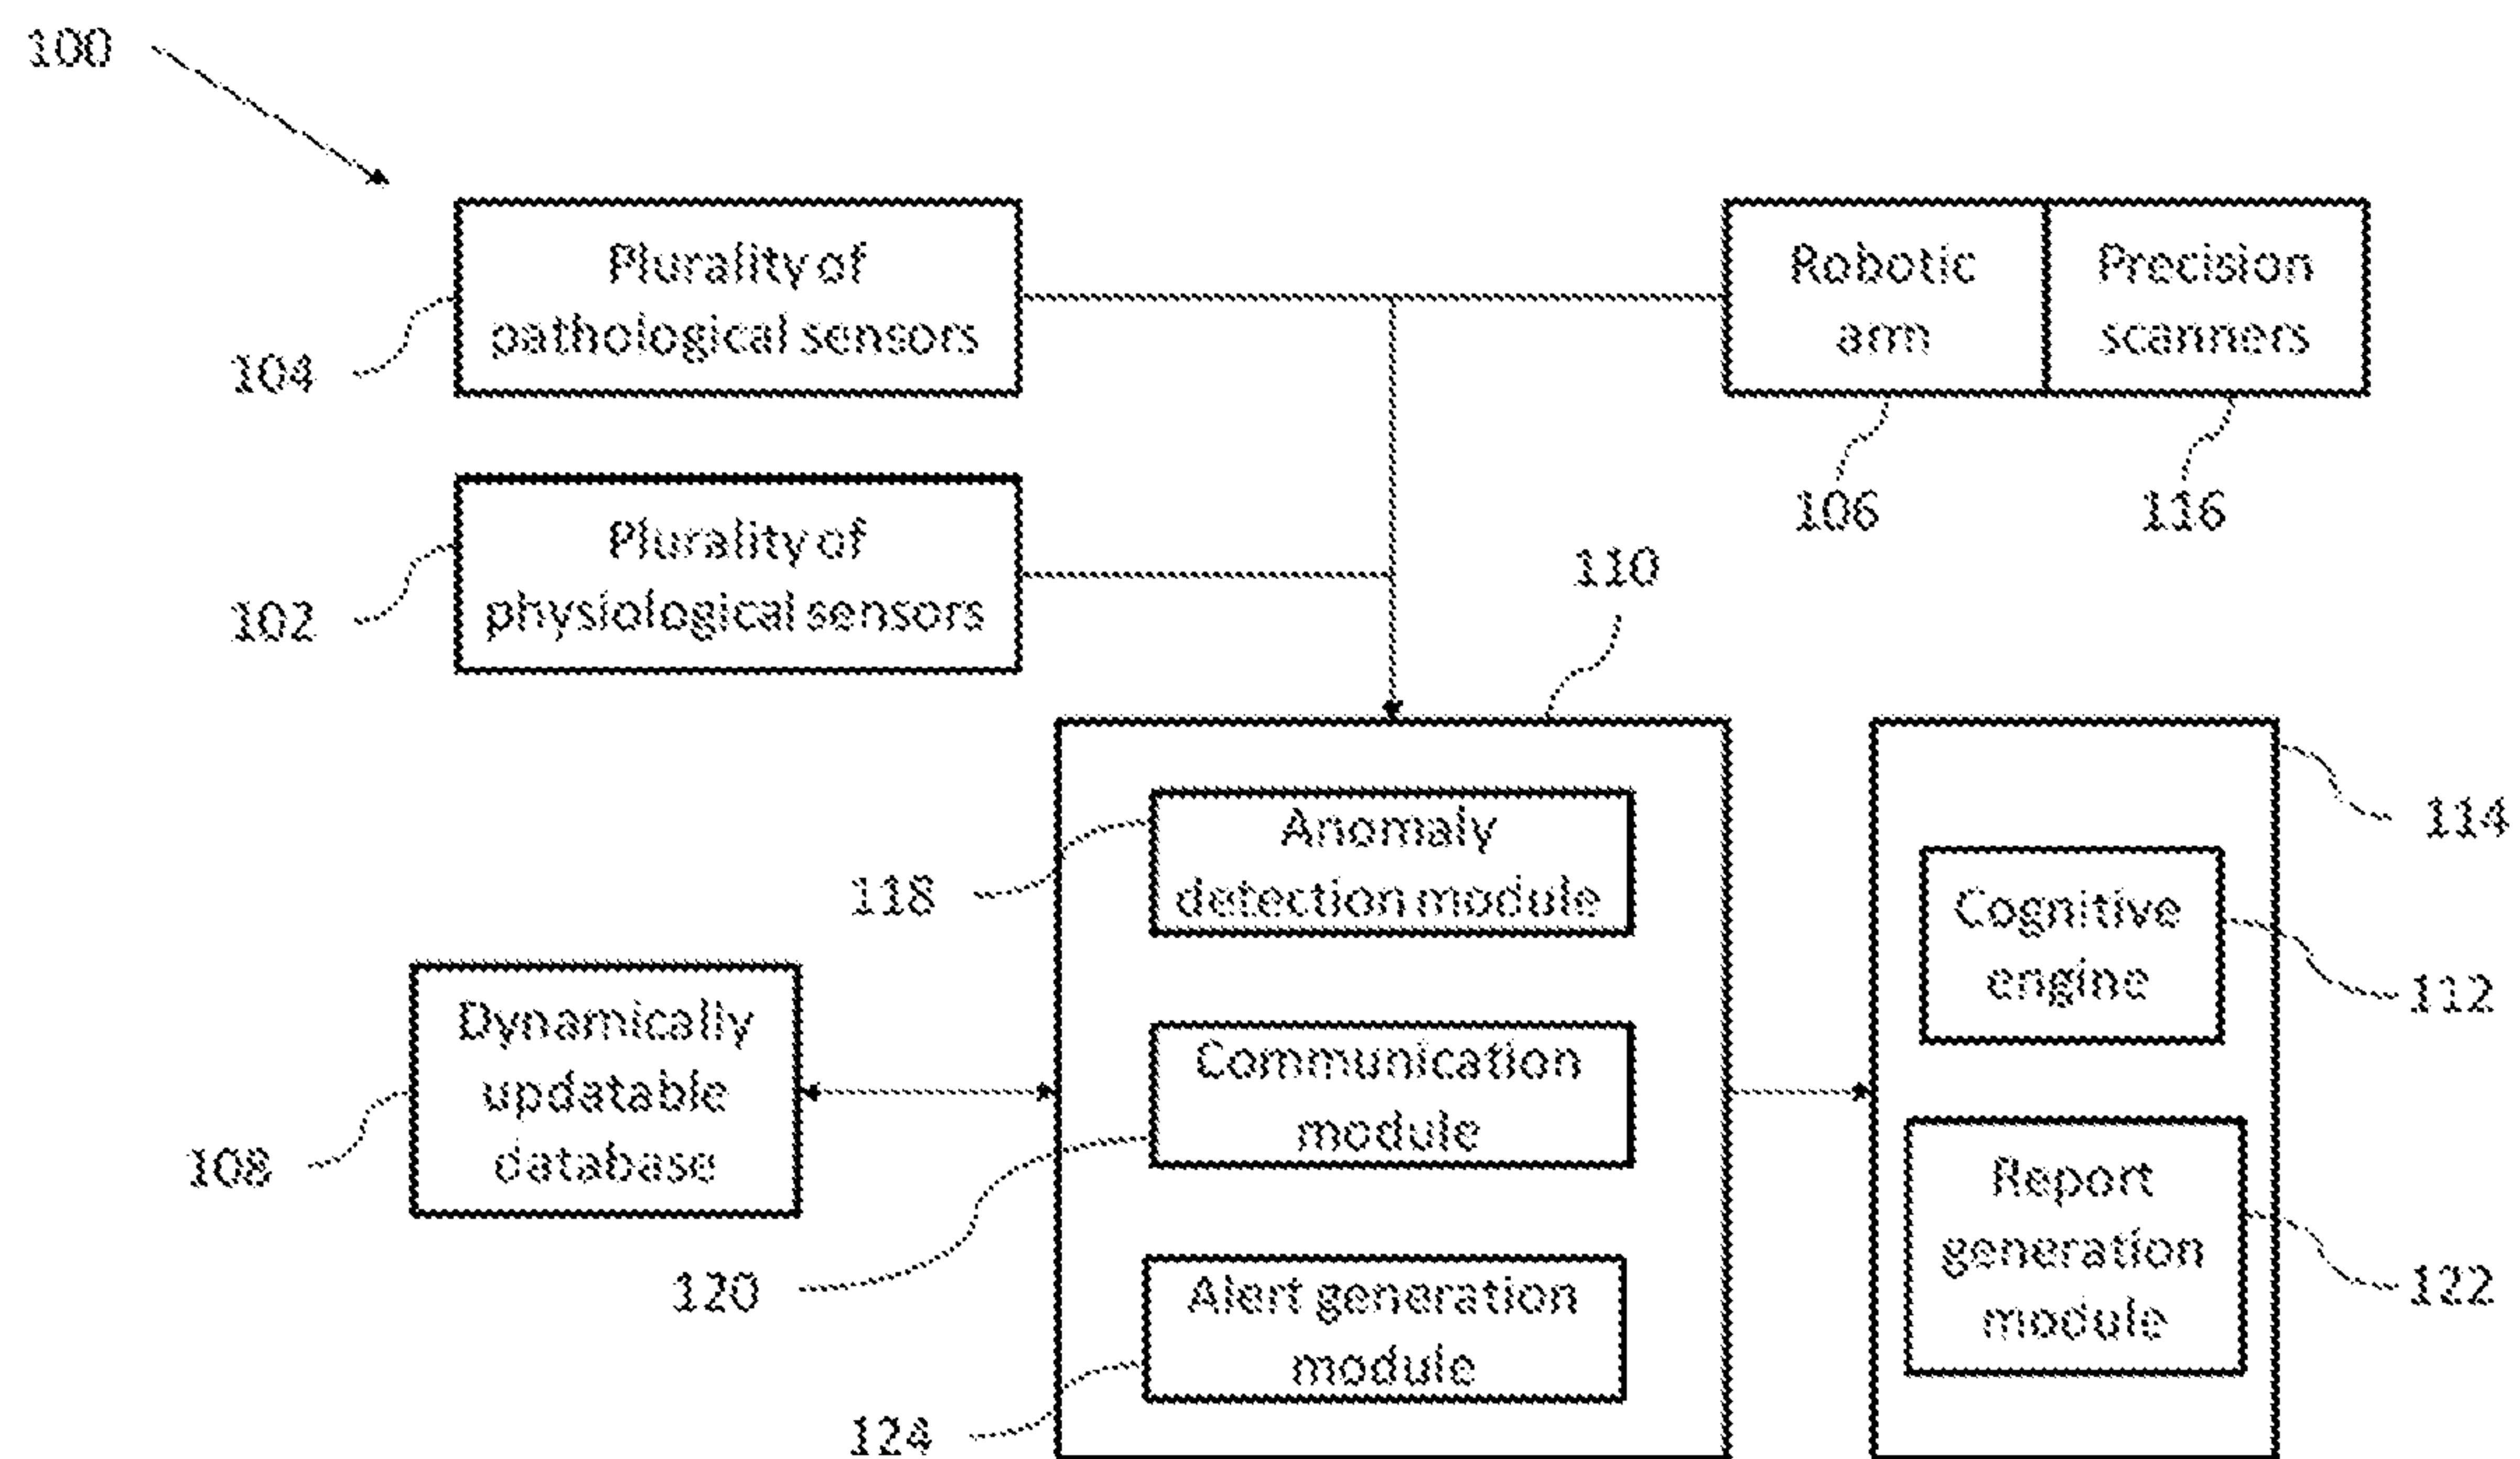 100
Plurality of
pathological sensors
104
Robotic
arm
Precision
scanners
106
116
Plurality of
physiological sensors
102
110
Anomaly
detection module
118
114
Cognitive
engine
112
Dynamically
updatable
database
108
Communication
module
120
Report
generation
module
122
Alert generation
module
124